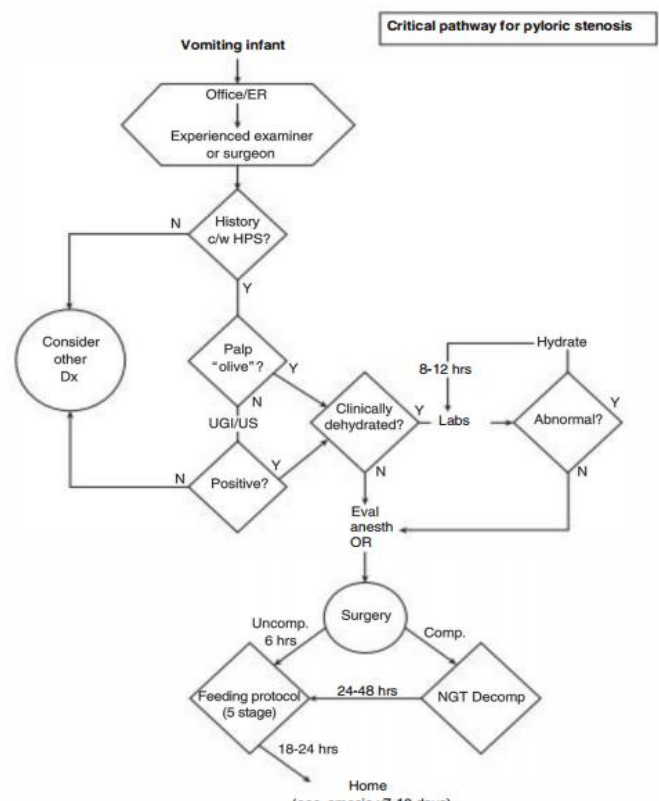 Critical pathway for pyloric stenosis
Vomiting infant
Office/ER
Experienced examiner
or surgeon
N
History
c/w HPS?
Y
Consider
other
Dx
Palp
“olive”?
Y
N
UGI/US
Hydrate
8-12 hrs
Clinically
dehydrated?
Y
Labs
Abnormal?
Y
N
Positive?
Y
N
N
Eval
anesth
OR
Surgery
Uncomp.
6 hrs
Comp.
Feeding protocol
(5 stage)
24-48 hrs
NGT Decomp
18-24 hrs
Home